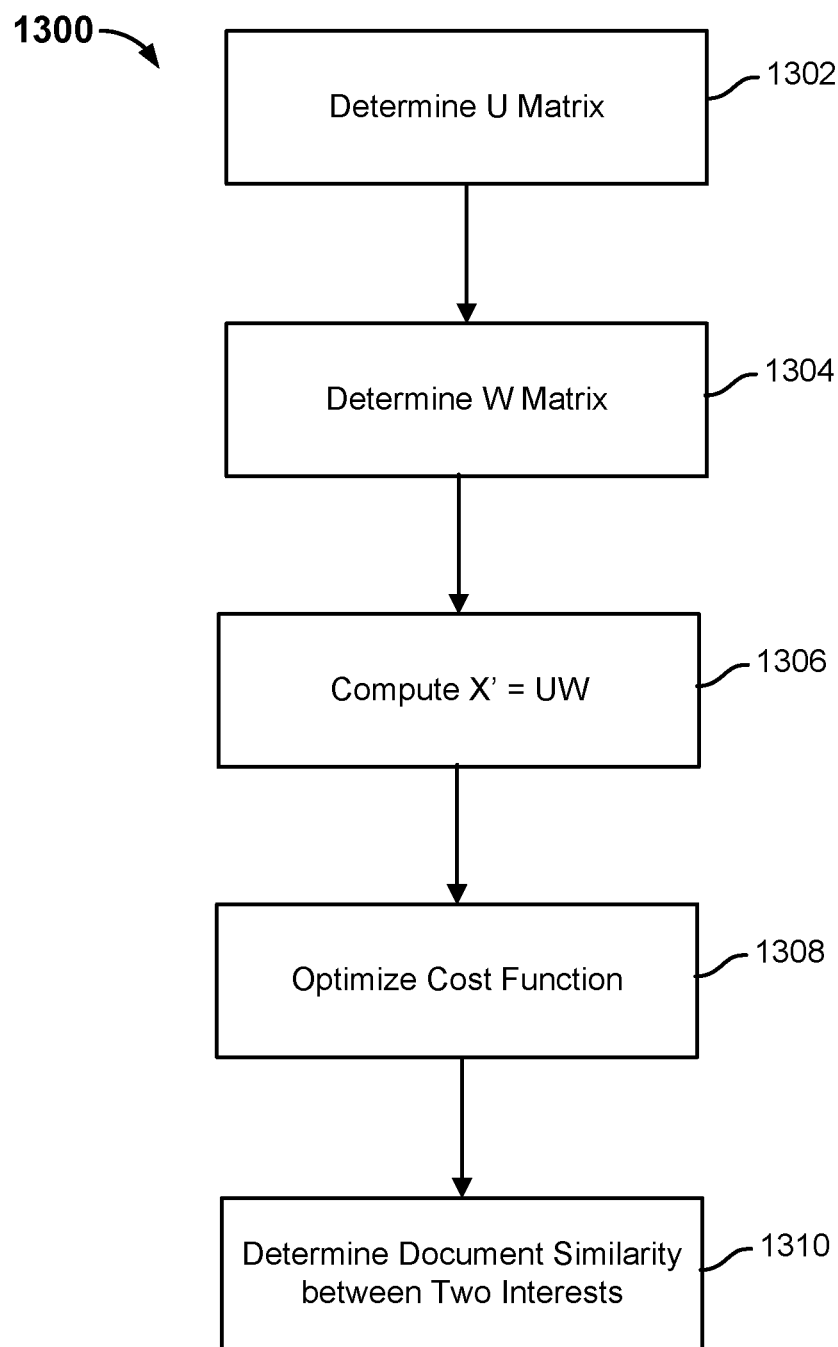 1300
1302
Determine U Matrix
1304
Determine W Matrix
1306
Compute X’ = UW
1308
Optimize Cost Function
1310
Determine Document Similarity
between Two Interests